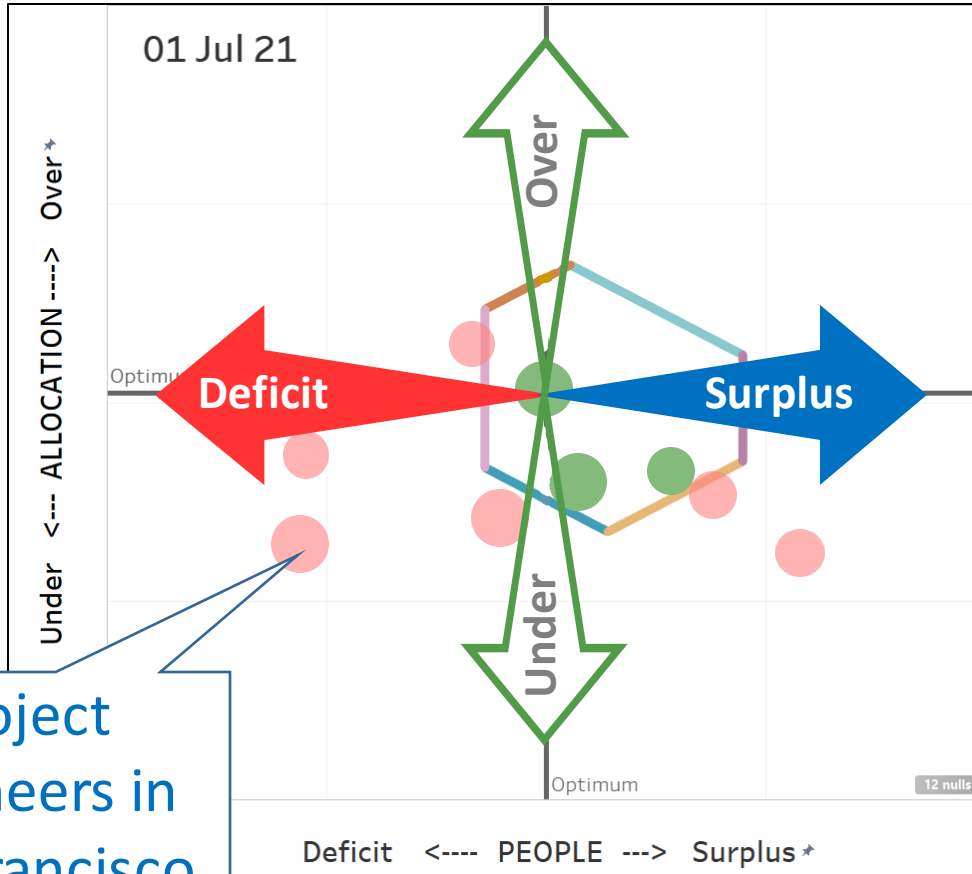 01 Jul 21
Over
Under <--- ALLOCATION ----> Over
Optimu
Deficit
Surplus
Under
Optimum
12 nulls
oject
neers in
rancisco
Deficit <---- PEOPLE ---> Surplus